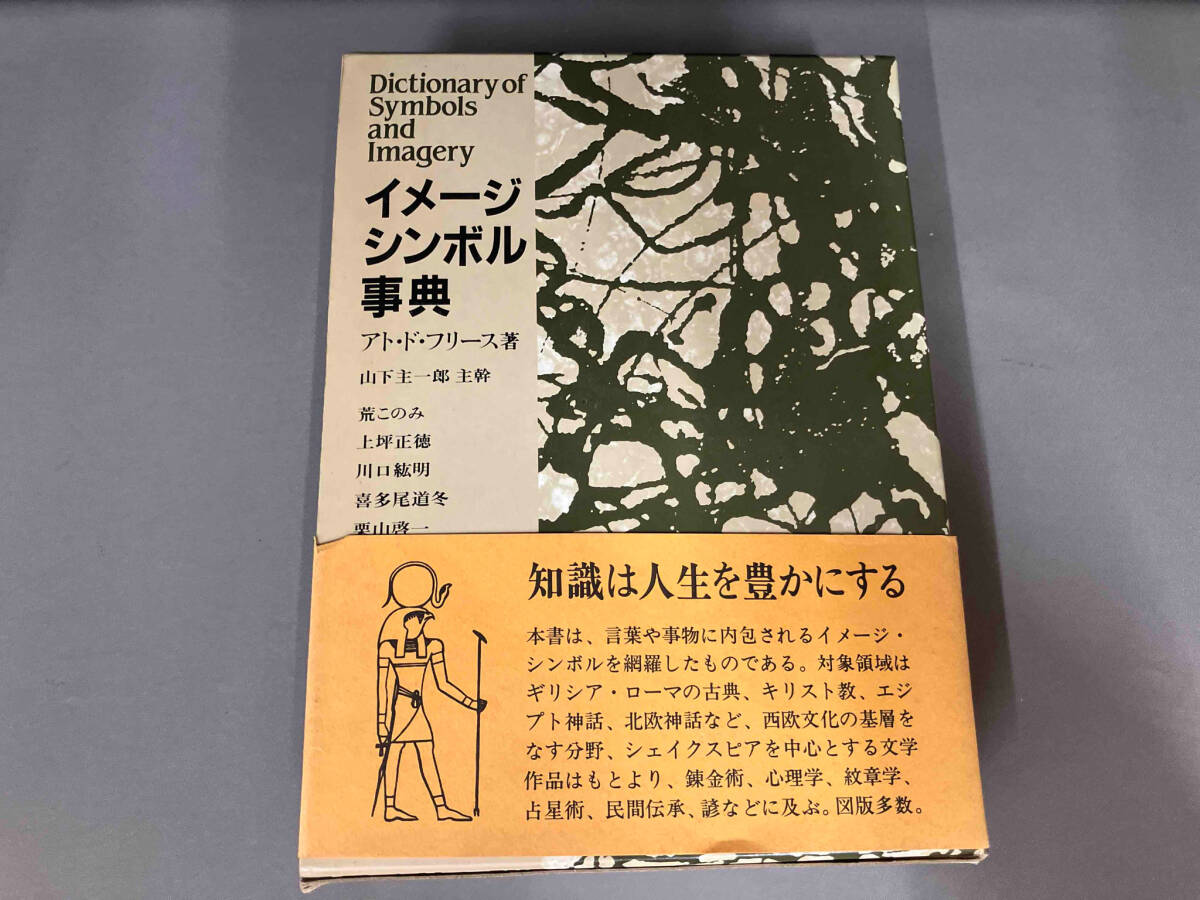 Dictionary of
Symbols
and
Imagery
イメージ
シンボル
事典
アト・ド・フリース著
山下主一郎 主幹
荒このみ
上坪正徳
川口紘明
喜多尾道冬
栗山啓一
知識は人生を豊かにする
本書は、言葉や事物に内包されるイメージ・
シンボルを網羅したものである。対象領域は
ギリシア・ローマの古典、キリスト教、エジ
プト神話、北欧神話など、西欧文化の基層を
なす分野、シェイクスピアを中心とする文学
作品はもとより、錬金術、心理学、紋章学、
占星術、民間伝承、諺などに及ぶ。図版多数。